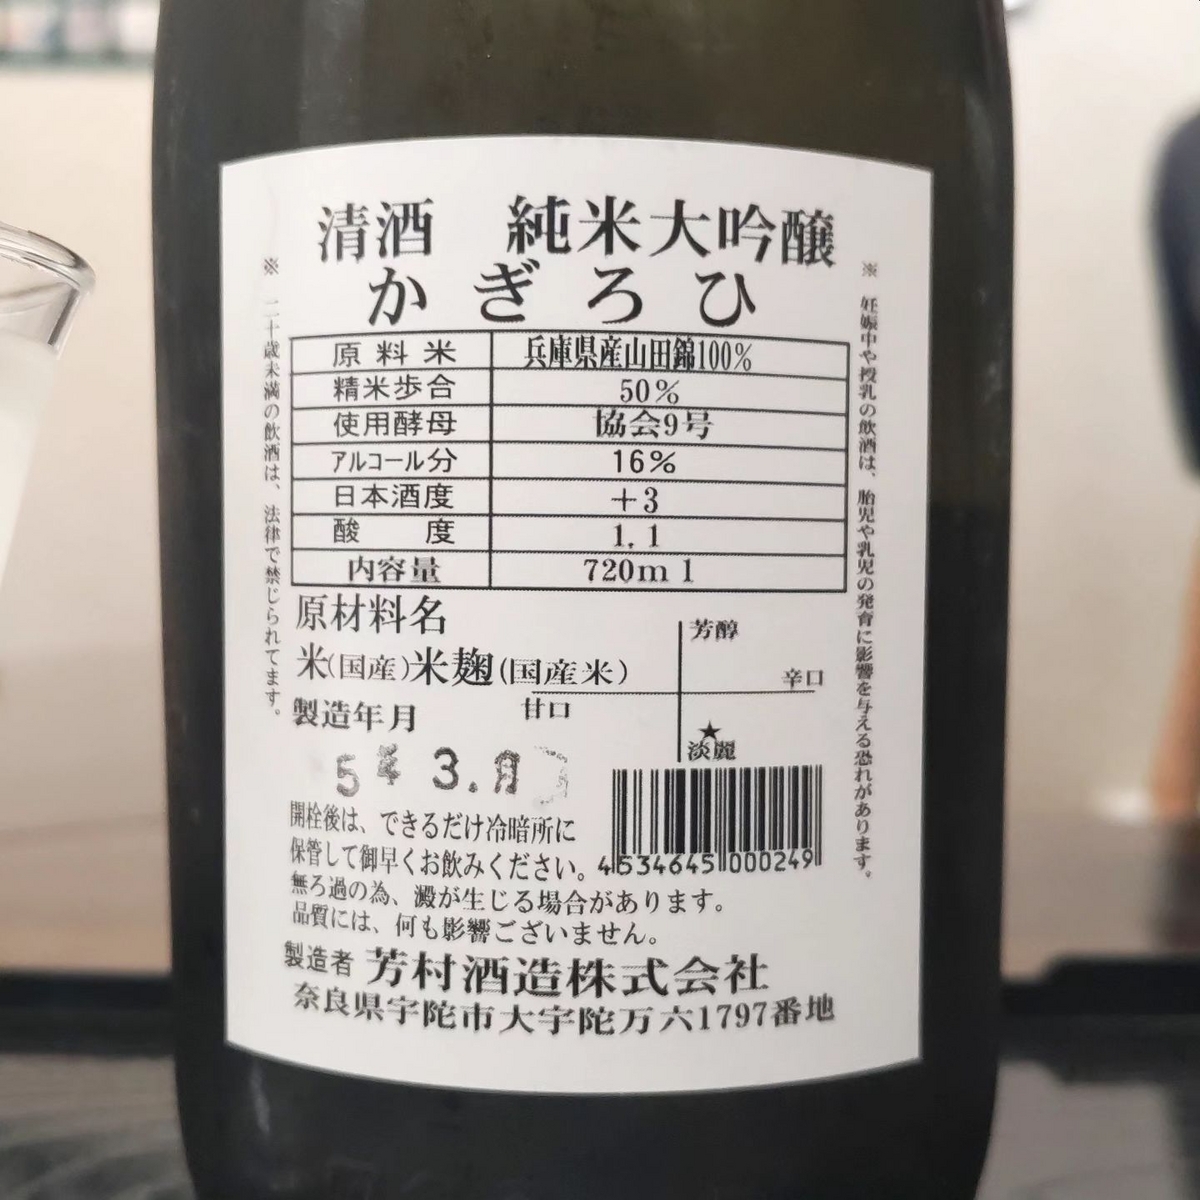 清酒 純米大吟醸
かぎろひ
原料米 兵庫県産山田錦100%
精米歩合 50%
使用酵母 協会9号
アルコール分 16%
日本酒度 +3
酸度 1.1
内容量 720ml
原材料名
米(国産)米麹(国産米)
芳醇
辛口
甘口
★
淡麗
製造年月
5年 3.月
4534645000249
開栓後は、できるだけ冷暗所に
保管して御早くお飲みください。
無ろ過の為、澱が生じる場合があります。
品質には、何も影響ございません。
製造者 芳村酒造株式会社
奈良県宇陀市大宇陀万六1797番地
※ 二十歳未満の飲酒は、法律で禁じられてます。
※ 妊娠中や授乳の飲酒は、胎児や乳児の発育に影響を与える恐れがあります。